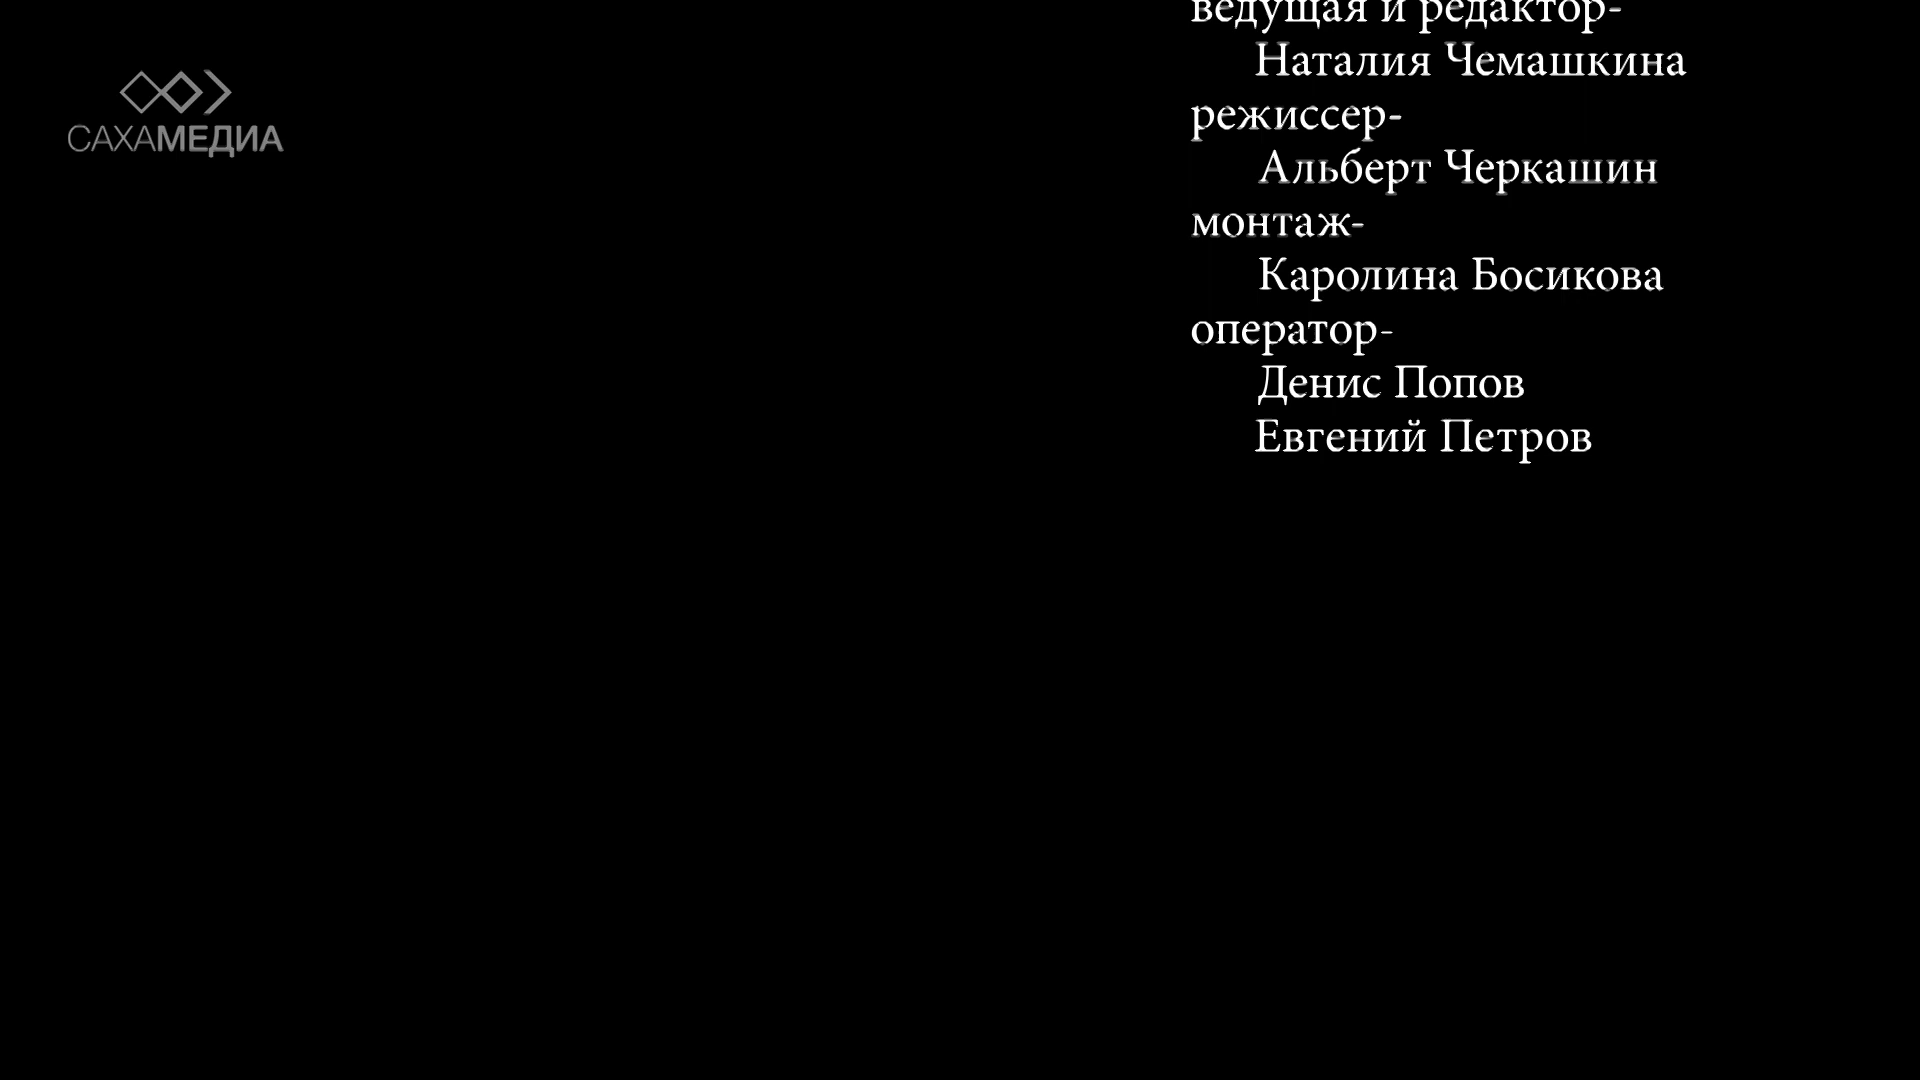 САХАМЕДИА
ведущая и редактор-
Наталия Чемашкина
режиссер-
Альберт Черкашин
монтаж-
Каролина Босикова
оператор-
Денис Попов
Евгений Петров